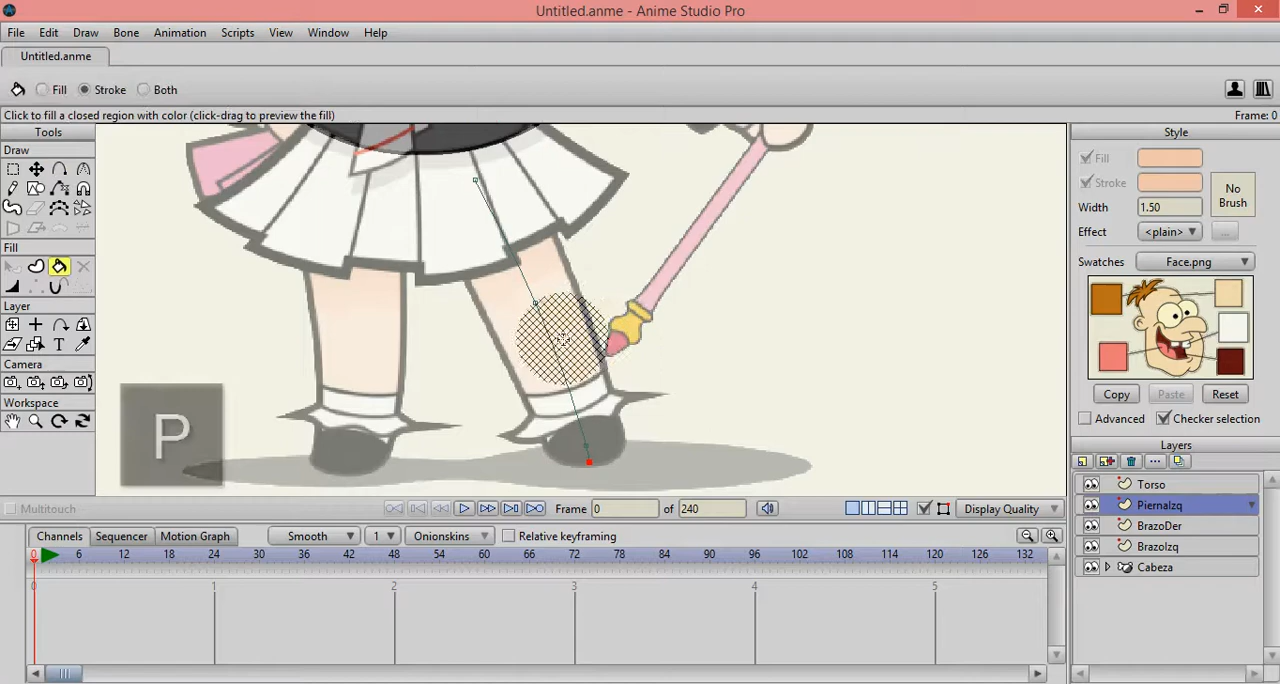 Untitled.anme - Anime Studio Pro
File Edit Draw Bone Animation Scripts View Window Help
Untitled.anme
Fill Stroke Both
Click to fill a closed region with color (click-drag to preview the fill)
Frame: 0
Tools
Draw
Fill
Layer
Camera
Workspace
P
Style
Fill
Stroke
No Brush
Width 1.50
Effect <plain> ...
Swatches Face.png
Copy Paste Reset
Advanced Checker selection
Layers
Torso
PiernaIzq
BrazoDer
BrazoIzq
Cabeza
Multitouch
Frame 0 of 240
Display Quality
Channels Sequencer Motion Graph Smooth 1 Onionskins Relative keyframing
0 6 12 18 24 30 36 42 48 54 60 66 72 78 84 90 96 102 108 114 120 126 132
0 1 2 3 4 5